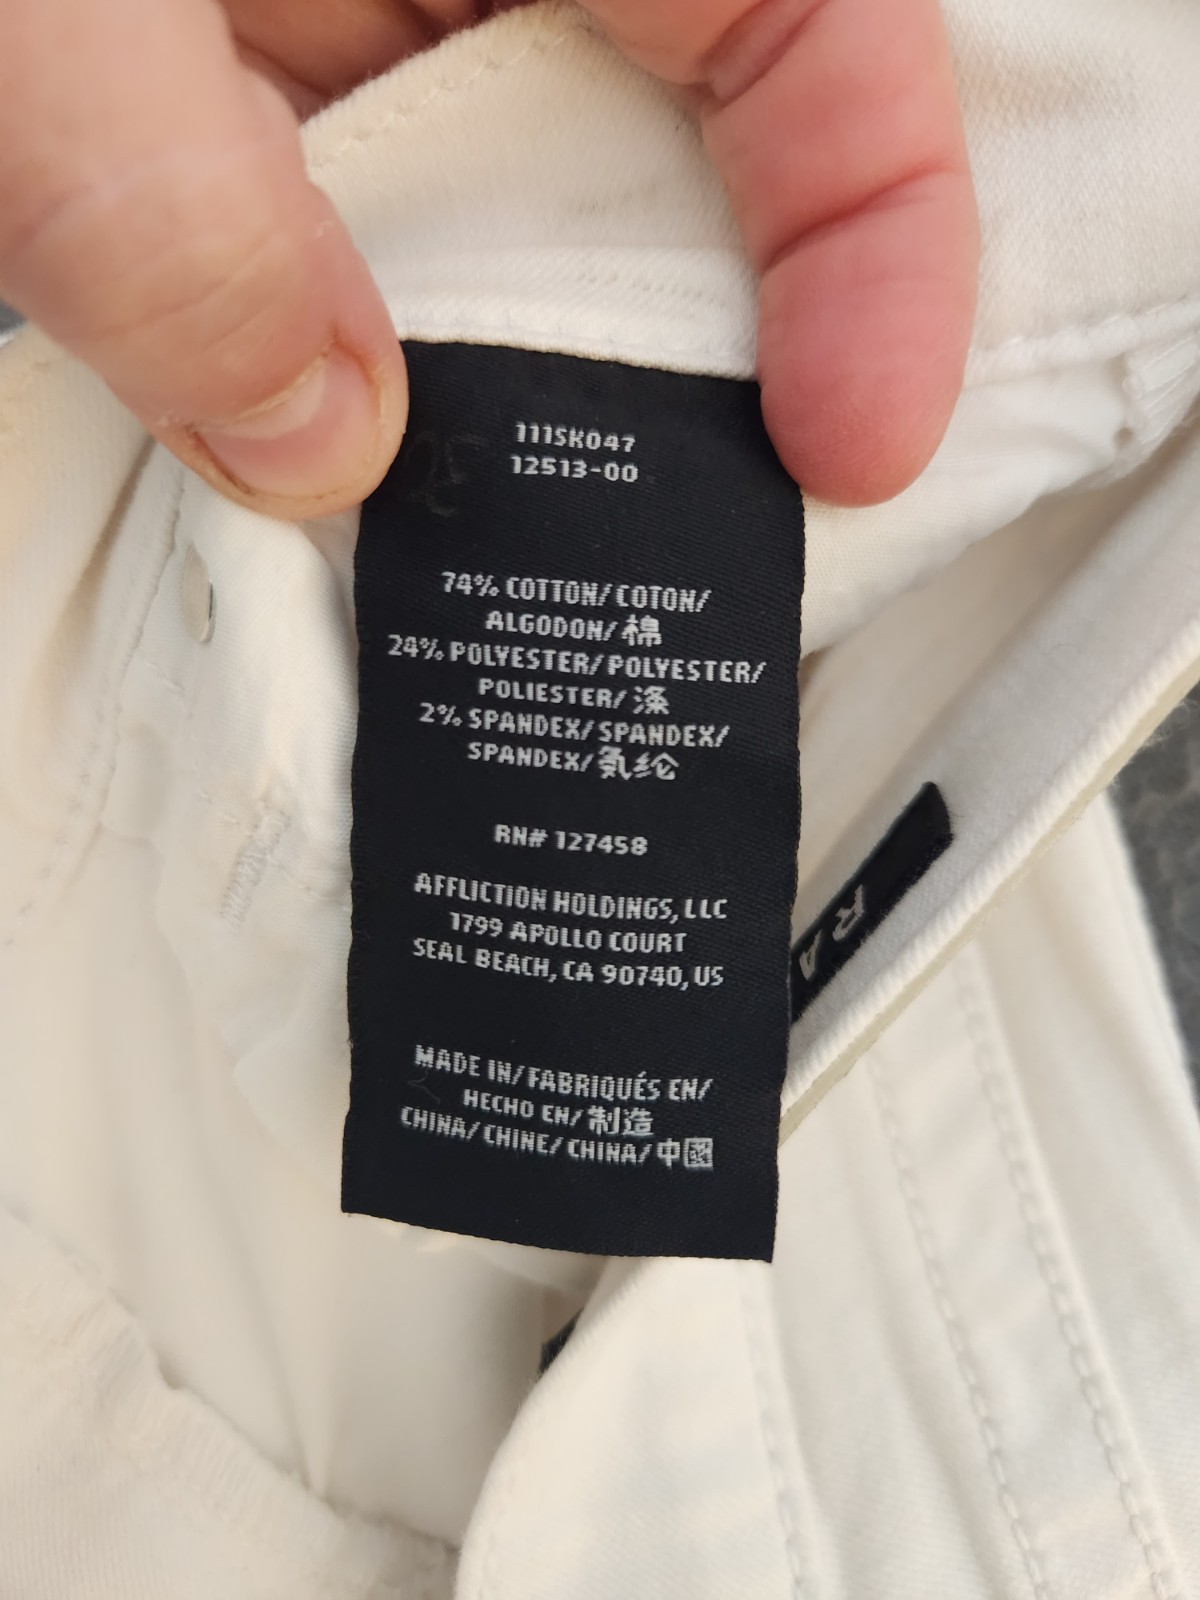 111SK047
12513-00
74% COTTON/ COTON/
ALGODON/ 棉
24% POLYESTER/ POLYESTER/
POLIESTER/ 涤
2% SPANDEX/ SPANDEX/
SPANDEX/ 氨纶
RN# 127458
AFFLICTION HOLDINGS, LLC
1799 APOLLO COURT
SEAL BEACH, CA 90740, US
MADE IN/ FABRIQUÉS EN/
HECHO EN/ 制造
CHINA/ CHINE/ CHINA/ 中國
R A